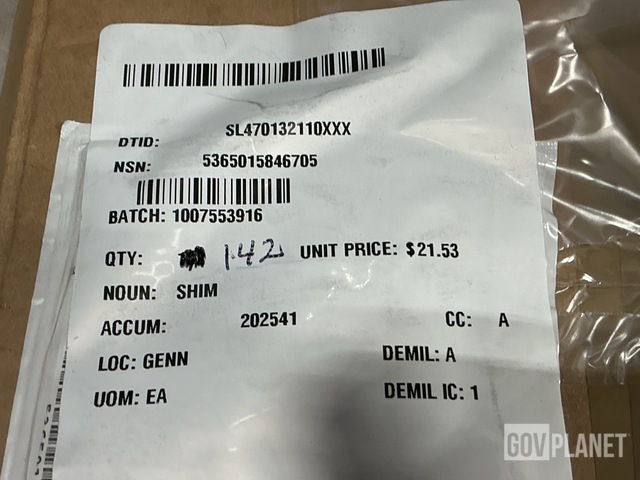 DTID: SL470132110XXX
NSN: 5365015846705
BATCH: 1007553916
QTY: 142 UNIT PRICE: $21.53
NOUN: SHIM
ACCUM: 202541 CC: A
LOC: GENN DEMIL: A
UOM: EA DEMIL IC: 1
GOVPLANET